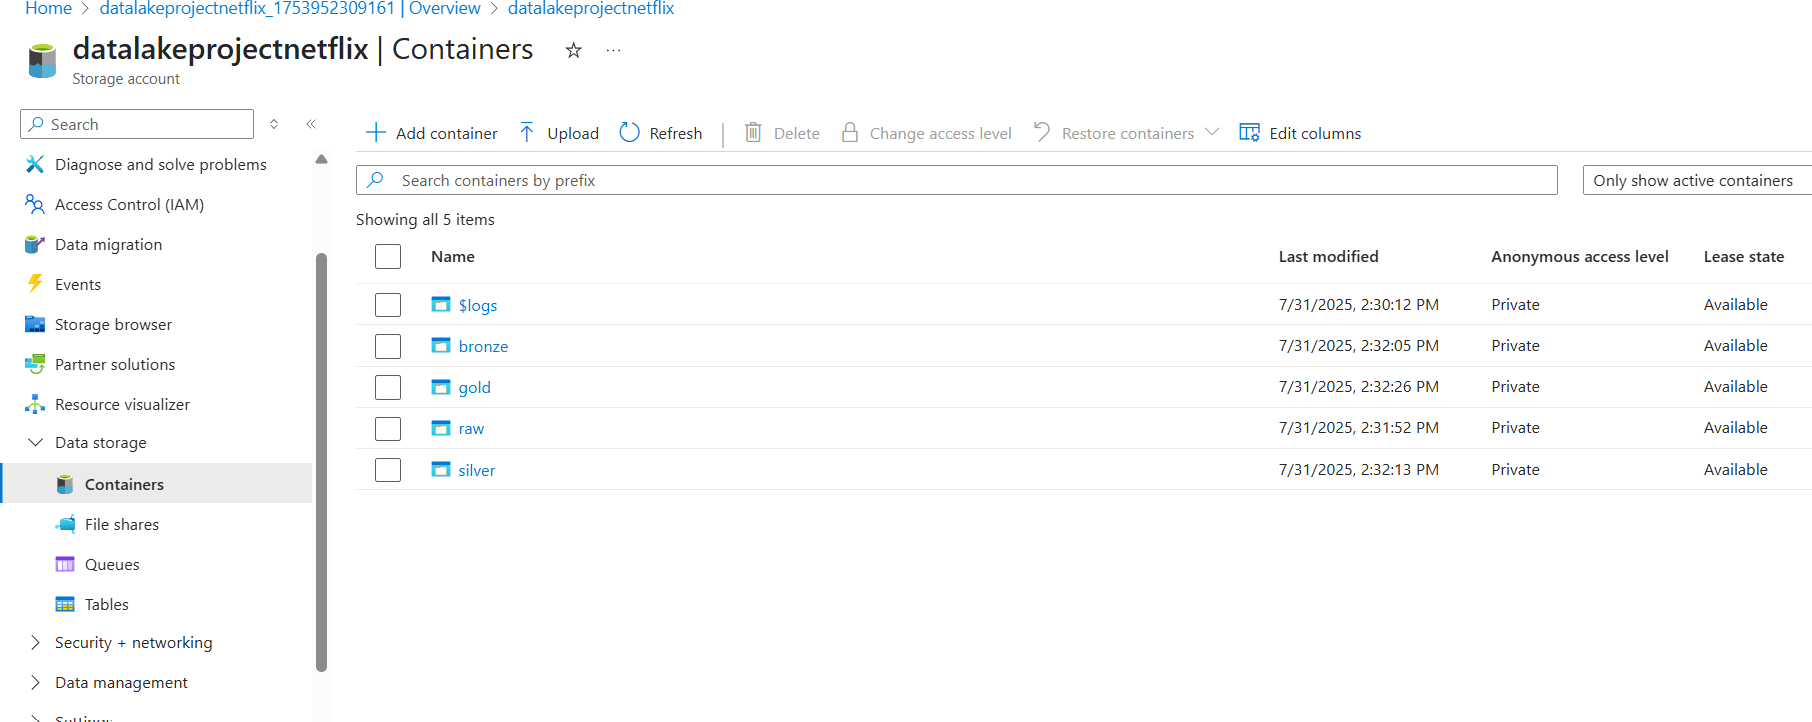 Home > datalakeprojectnetflix_1753952309161 | Overview > datalakeprojectnetflix
datalakeprojectnetflix | Containers ☆ ...
Storage account
Search
Diagnose and solve problems
Access Control (IAM)
Data migration
Events
Storage browser
Partner solutions
Resource visualizer
Data storage
Containers
File shares
Queues
Tables
Security + networking
Data management
Settings
Add container Upload Refresh | Delete Change access level Restore containers Edit columns
Search containers by prefix
Only show active containers
Showing all 5 items
Name Last modified Anonymous access level Lease state
$logs 7/31/2025, 2:30:12 PM Private Available
bronze 7/31/2025, 2:32:05 PM Private Available
gold 7/31/2025, 2:32:26 PM Private Available
raw 7/31/2025, 2:31:52 PM Private Available
silver 7/31/2025, 2:32:13 PM Private Available